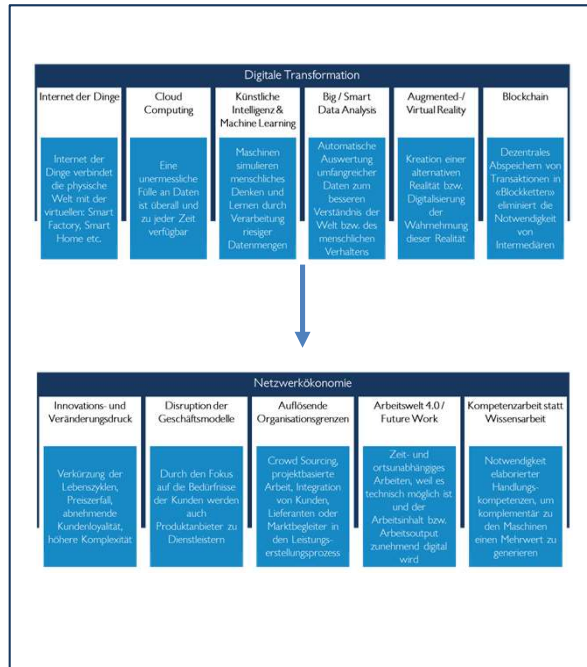 Digitale Transformation
Internet der Dinge
Internet der
Dinge verbindet
die physische
Welt mit der
virtuellen: Smart
Factory, Smart
Home etc.
Cloud
Computing
Eine
unermessliche
Fülle an Daten
ist überall und
zu jeder Zeit
verfügbar
Künstliche
Intelligenz &
Machine Learning
Maschinen
simulieren
menschliches
Denken und
Lernen durch
Verarbeitung
riesiger
Datenmengen
Big / Smart
Data Analysis
Automatische
Auswertung
umfangreicher
Daten zum
besseren
Verständnis der
Welt bzw. des
menschlichen
Verhaltens
Augmented-/
Virtual Reality
Kreation einer
alternativen
Realität bzw.
Digitalisierung
der
Wahrnehmung
dieser Realität
Blockchain
Dezentrales
Abspeichern von
Transaktionen in
«Blockketten»
eliminiert die
Notwendigkeit
von
Intermediären
Netzwerkökonomie
Innovations- und
Veränderungsdruck
Verkürzung der
Lebenszyklen,
Preiszerfall,
abnehmende
Kundenloyalität,
höhere Komplexität
Disruption der
Geschäftsmodelle
Durch den Fokus
auf die Bedürfnisse
der Kunden werden
auch
Produktanbieter zu
Dienstleistern
Auflösende
Organisationsgrenzen
Crowd Sourcing,
projektbasierte
Arbeit, Integration
von Kunden,
Lieferanten oder
Marktbegleiter in
den Leistungs-
erstellungsprozess
Arbeitswelt 4.0 /
Future Work
Zeit- und
ortsunabhängiges
Arbeiten, weil es
technisch möglich ist
und der
Arbeitsinhalt bzw.
Arbeitsoutput
zunehmend digital
wird
Kompetenzarbeit statt
Wissensarbeit
Notwendigkeit
elaborierter
Handlungs-
kompetenzen, um
komplementär zu
den Maschinen
einen Mehrwert zu
generieren